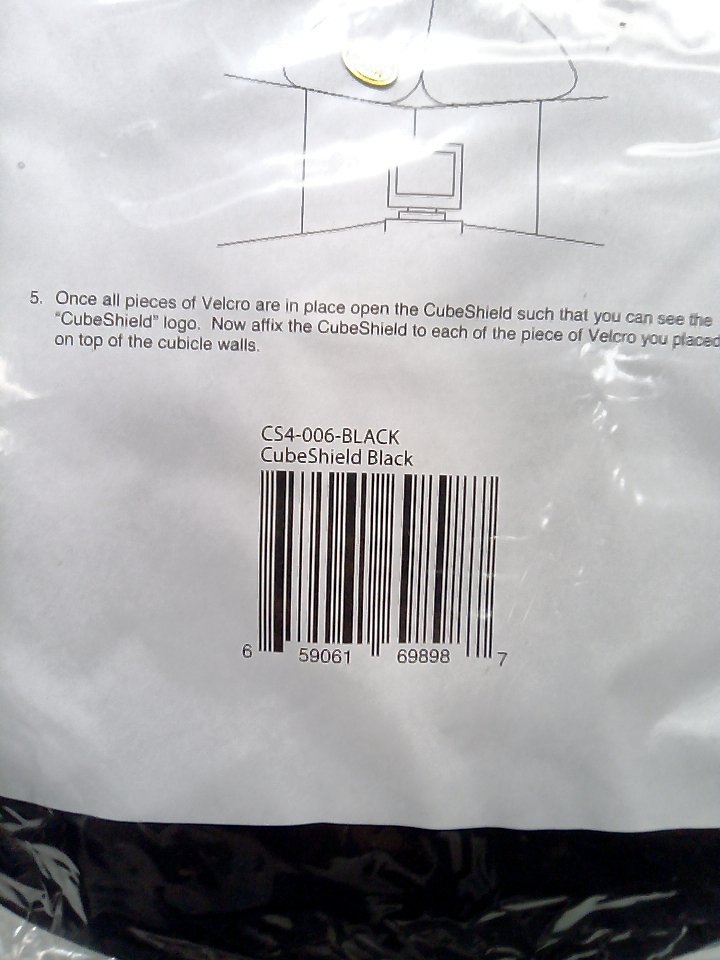 5. Once all pieces of Velcro are in place open the CubeShield such that you can see the
"CubeShield" logo. Now affix the CubeShield to each of the piece of Velcro you placed
on top of the cubicle walls.
CS4-006-BLACK
CubeShield Black
6 59061 69898 7